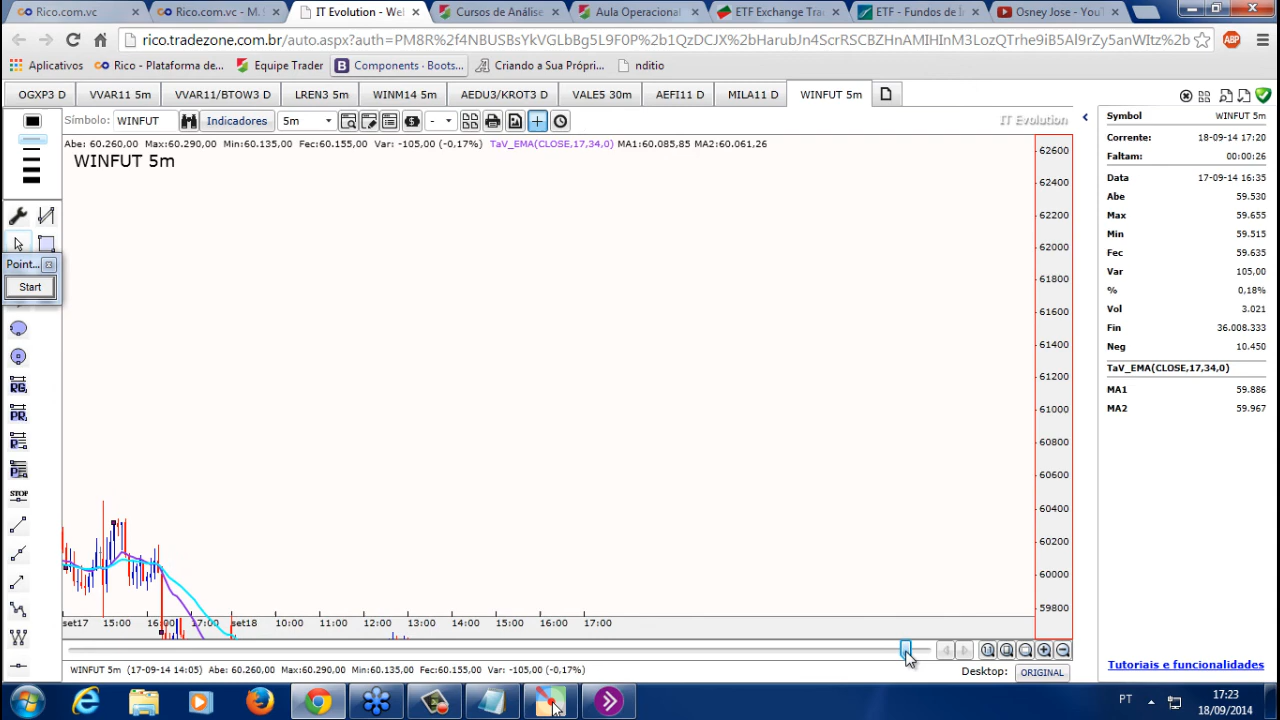 Rico.com.vc
Rico.com.vc - M. S
IT Evolution - Wel
Cursos de Análise
Aula Operacional
ETF Exchange Tra
ETF - Fundos de Ín
Osney Jose - YouT
rico.tradezone.com.br/auto.aspx?auth=PM8R%2f4NBUSBsYkVGLbBg5L9F0P%2b1QzDCJX%2bHarubJn4ScrRSCBZHnAMIHInM3LozQTrhe9iB5Al9rZy5anWItz%
ABP
Aplicativos
Rico - Plataforma de...
Equipe Trader
Components · Boots...
Criando a Sua Própri...
nditio
OGXP3 D
VVAR11 5m
VVAR11/BTOW3 D
LREN3 5m
WINM14 5m
AEDU3/KROT3 D
VALE5 30m
AEFI11 D
MILA11 D
WINFUT 5m
Símbolo:
WINFUT
Indicadores
5m
-
IT Evolution
Abe: 60.260,00 Max:60.290,00 Min:60.135,00 Fec:60.155,00 Var: -105,00 (-0,17%) TaV_EMA(CLOSE,17,34,0) MA1:60.085,85 MA2:60.061,26
WINFUT 5m
Point...
Start
RG
PR
STOP
62600
62400
62200
62000
61800
61600
61400
61200
61000
60800
60600
60400
60200
60000
59800
set17 15:00 16:00 17:00 set18 10:00 11:00 12:00 13:00 14:00 15:00 16:00 17:00
WINFUT 5m (17-09-14 14:05) Abe: 60.260,00 Max:60.290,00 Min:60.135,00 Fec:60.155,00 Var: -105,00 (-0,17%)
Desktop:
ORIGINAL
Symbol WINFUT 5m
Corrente: 18-09-14 17:20
Faltam: 00:00:26
Data 17-09-14 16:35
Abe 59.530
Max 59.655
Min 59.515
Fec 59.635
Var 105,00
% 0,18%
Vol 3.021
Fin 36.008.333
Neg 10.450
TaV_EMA(CLOSE,17,34,0)
MA1 59.886
MA2 59.967
Tutoriais e funcionalidades
PT
17:23
18/09/2014